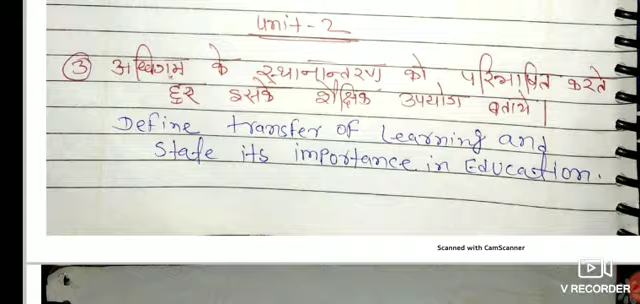 Unit-2
③ अधिगम के स्थानान्तरण को परिभाषित करते
हुए इसके शैक्षिक उपयोग बताये।
Define transfer of Learning and
State its importance in Education.
Scanned with CamScanner
V RECORDER